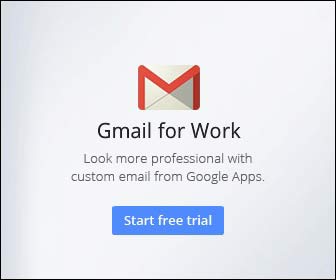 Gmail for Work
Look more professional with
custom email from Google Apps.
Start free trial